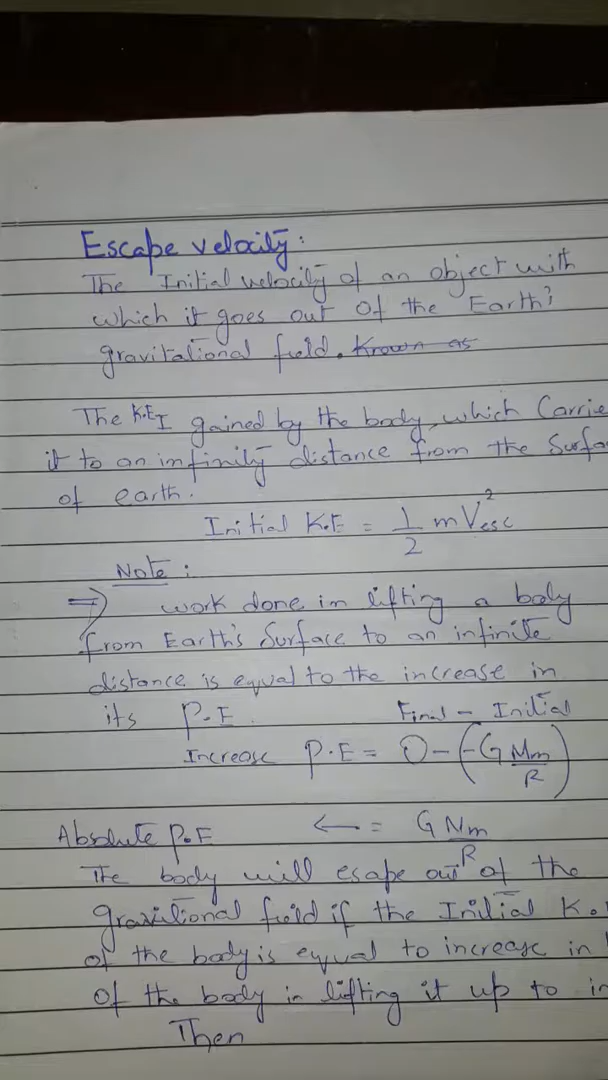 Escape velocity:
The Initial velocity of an object with
which it goes out of the Earth's
gravitational field. Known as
The K.E I gained by the body, which Carrie
it to an infinity distance from the Surfa
of earth.
Initial K.E = 1/2 mVesc²
Note:
⇒ work done in lifting a body
from Earth's Surface to an infinite
distance is equal to the increase in
its P.E. Final - Initial
Increase P.E = 0 - (-G Mm/R)
Absolute P.E ← = G Mm/R
The body will esape out of the
gravitional field if the Initial K.
of the body is equal to increase in
of the body in lifting it up to in
Then